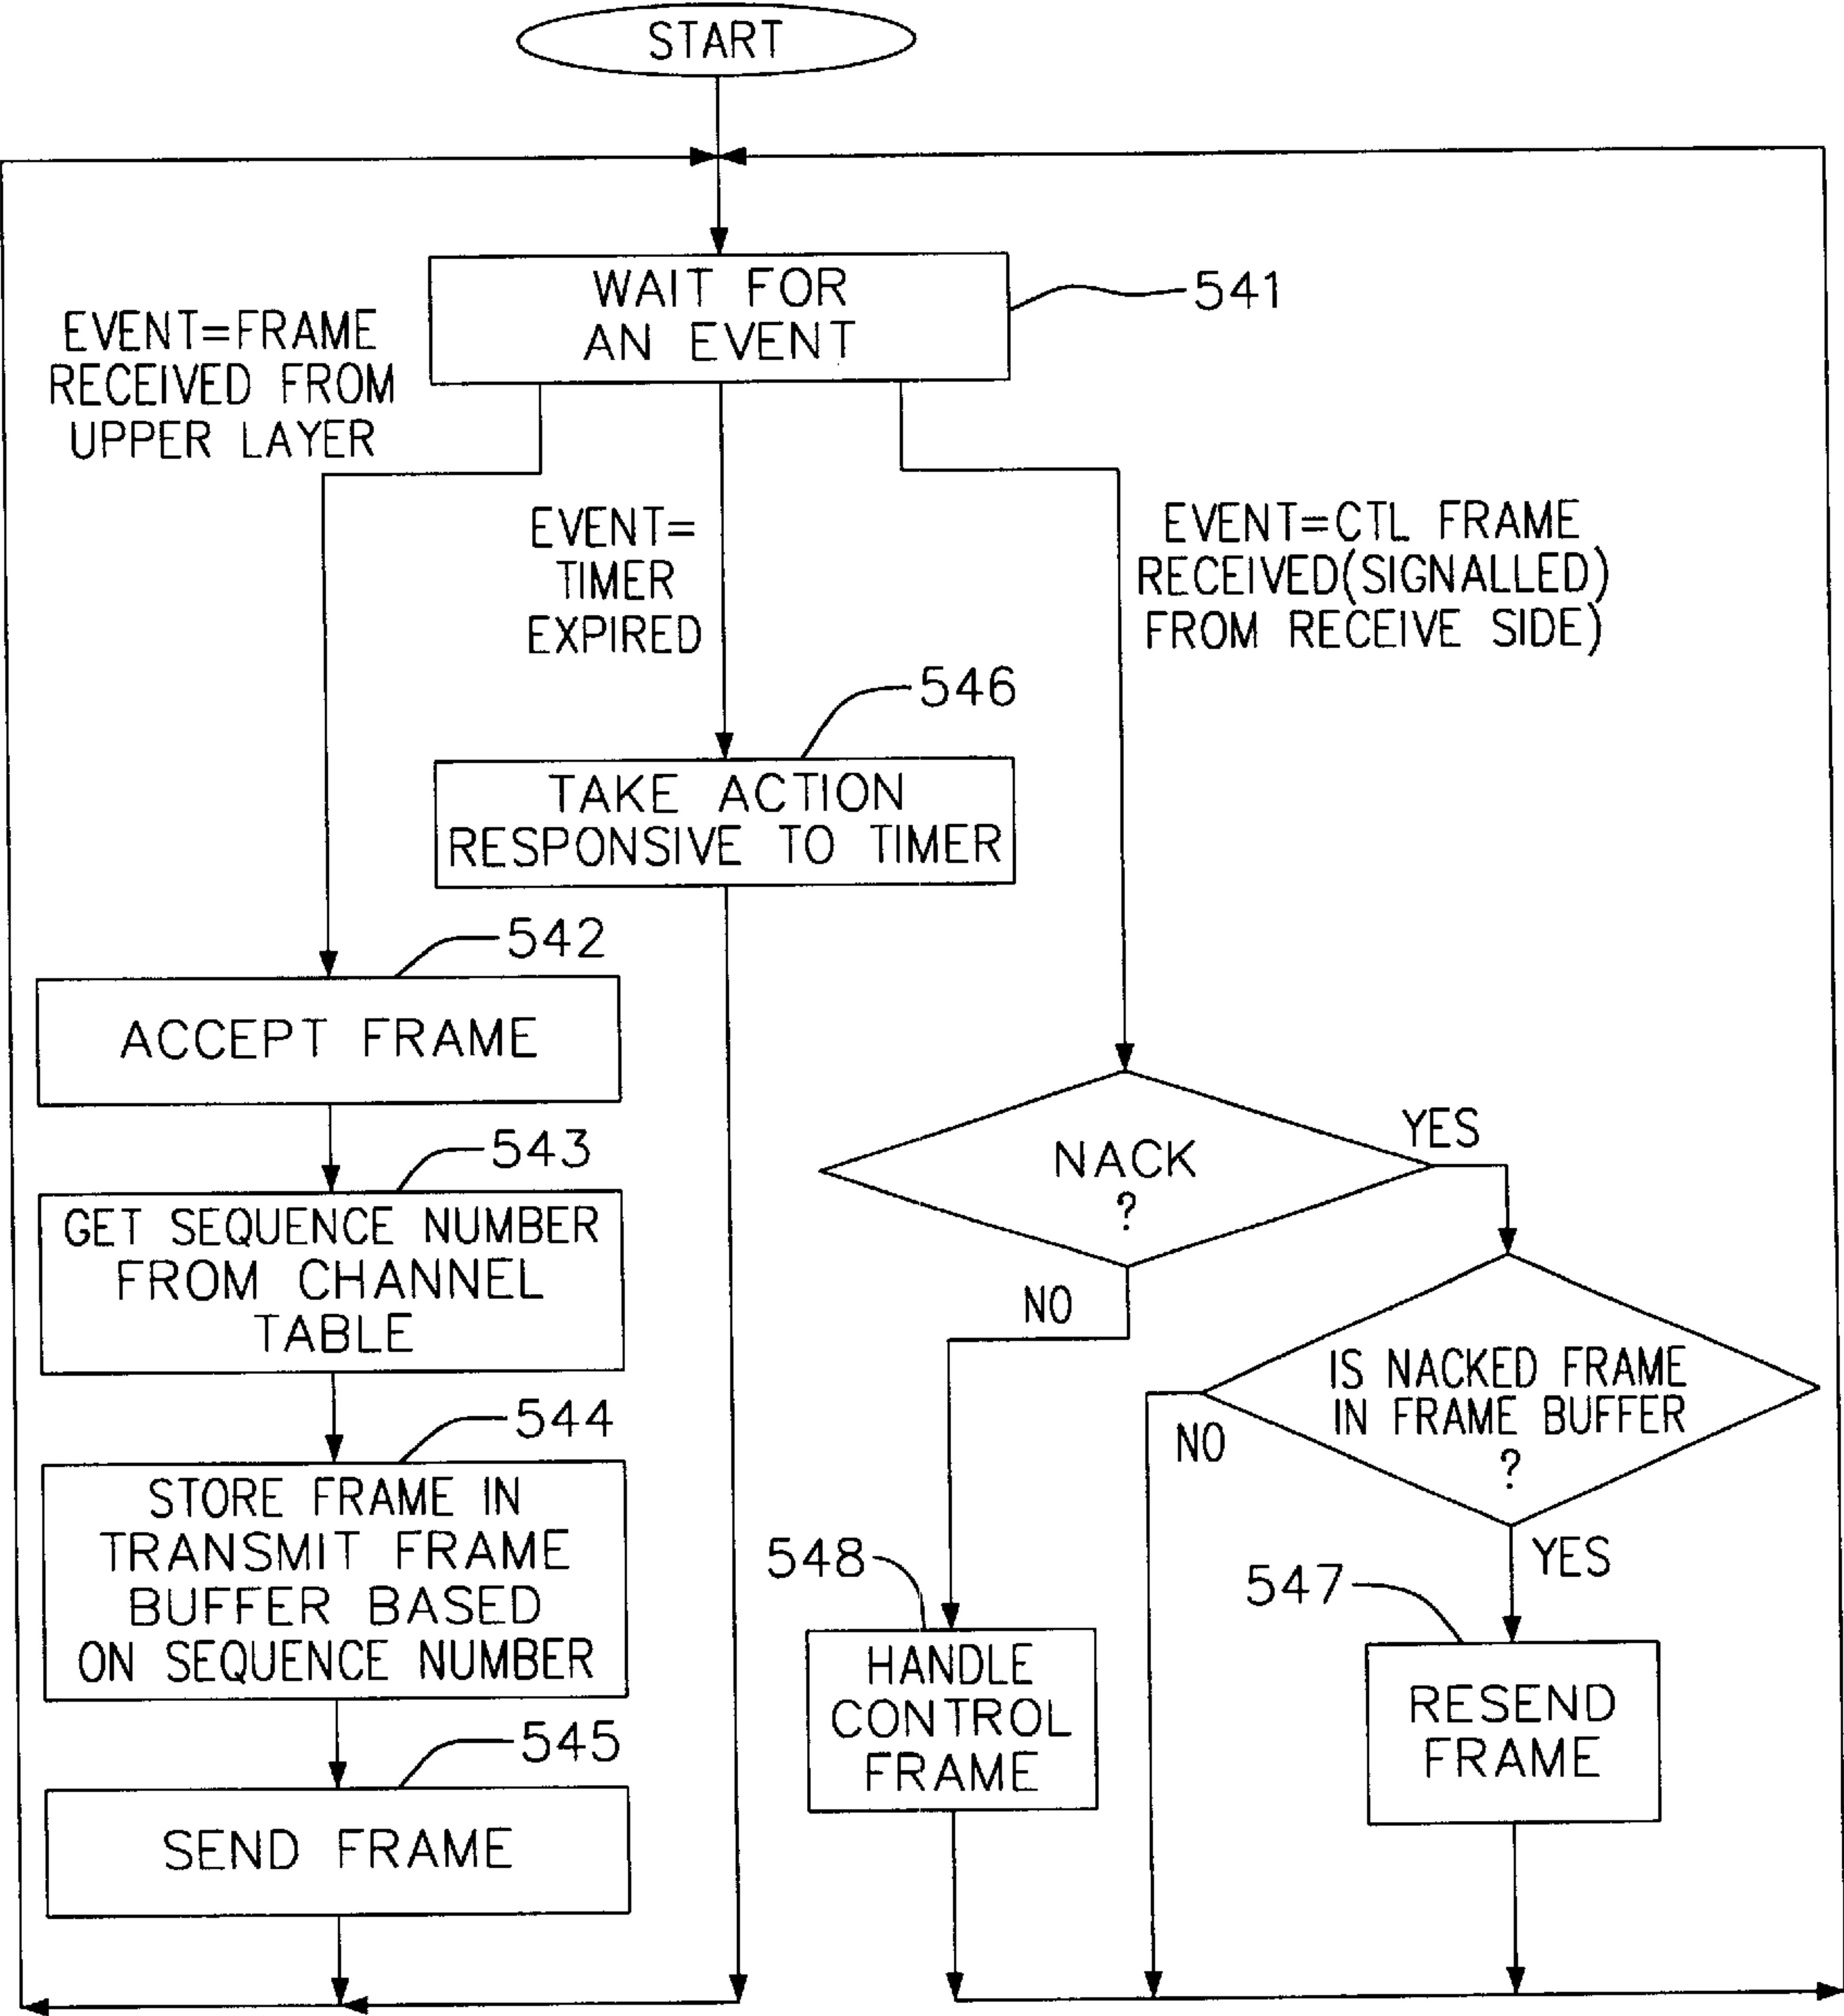 START
WAIT FOR
AN EVENT
541
EVENT=FRAME
RECEIVED FROM
UPPER LAYER
EVENT=
TIMER
EXPIRED
EVENT=CTL FRAME
RECEIVED(SIGNALLED)
FROM RECEIVE SIDE)
546
TAKE ACTION
RESPONSIVE TO TIMER
542
ACCEPT FRAME
543
GET SEQUENCE NUMBER
FROM CHANNEL
TABLE
544
STORE FRAME IN
TRANSMIT FRAME
BUFFER BASED
ON SEQUENCE NUMBER
545
SEND FRAME
NACK
?
YES
NO
IS NACKED FRAME
IN FRAME BUFFER
?
NO
YES
548
HANDLE
CONTROL
FRAME
547
RESEND
FRAME